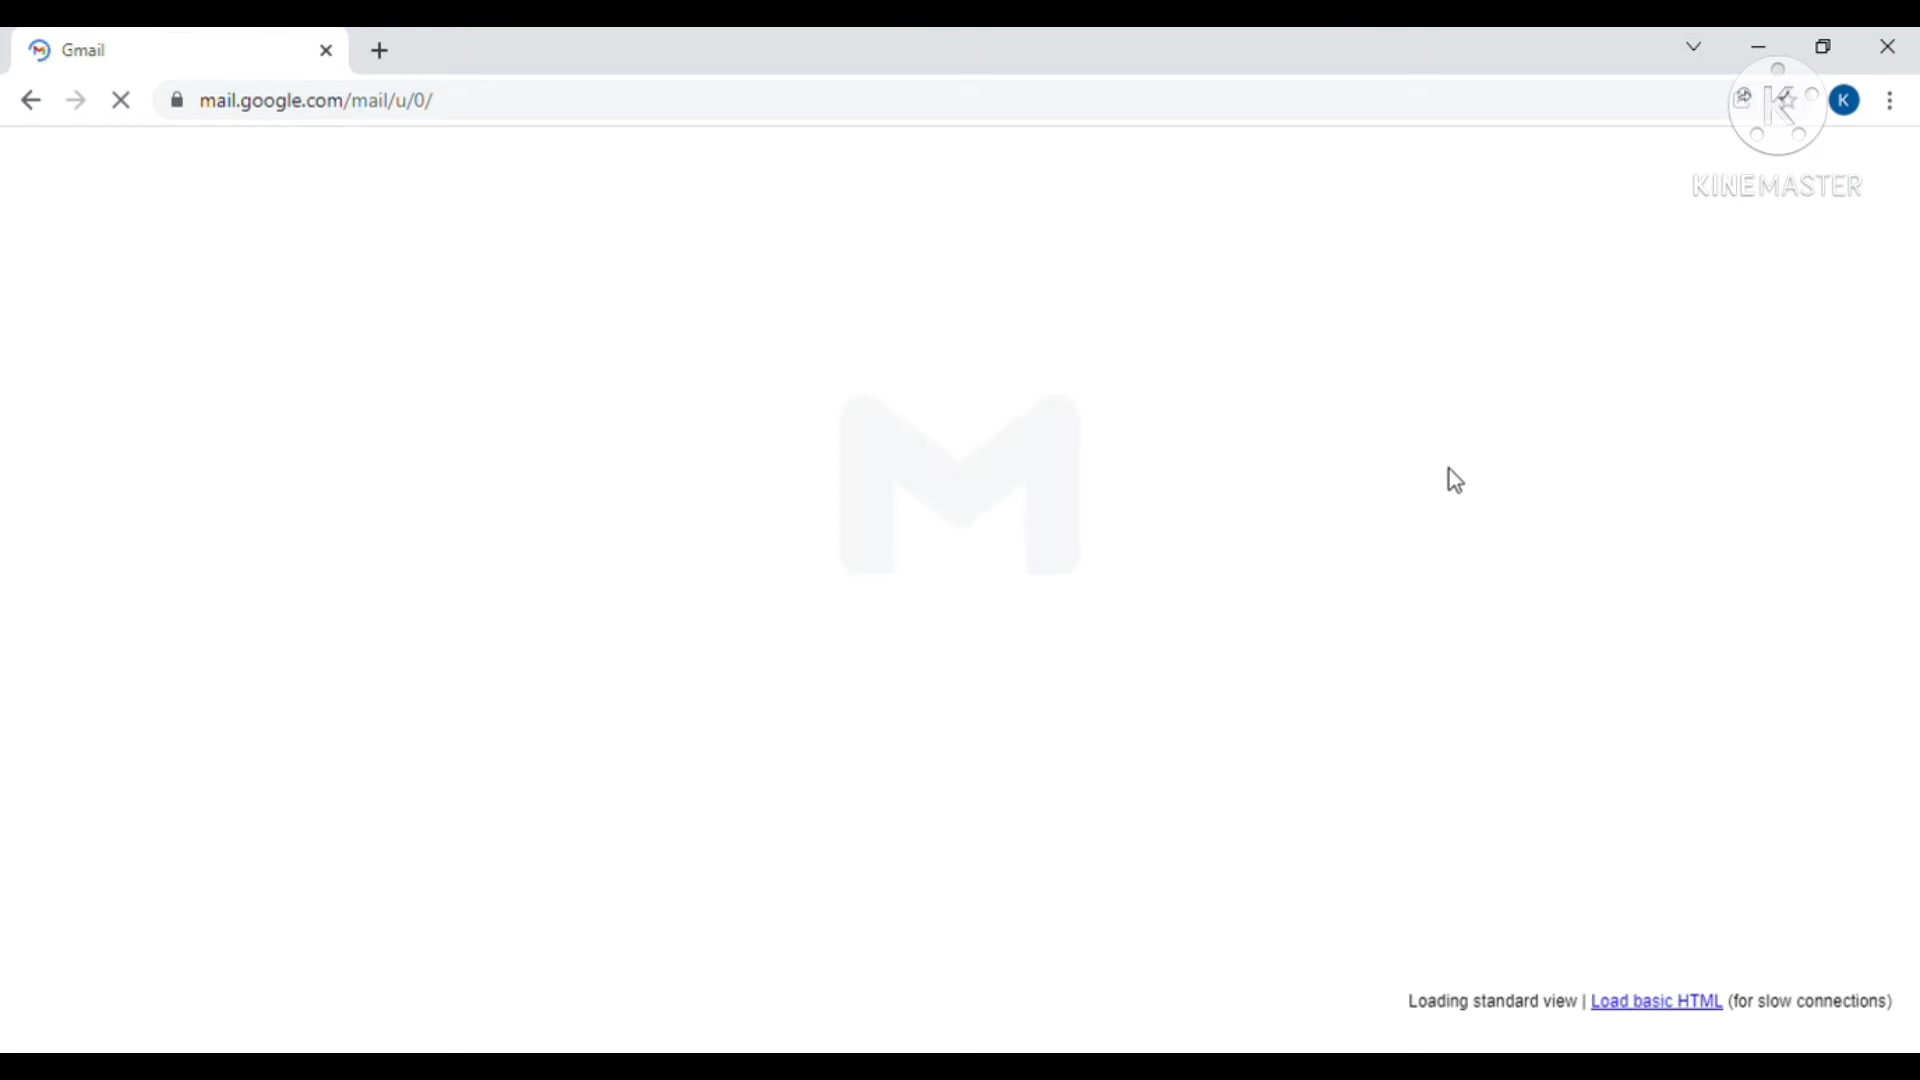 Gmail
mail.google.com/mail/u/0/
K
K
KINEMASTER
M
Loading standard view | Load basic HTML (for slow connections)